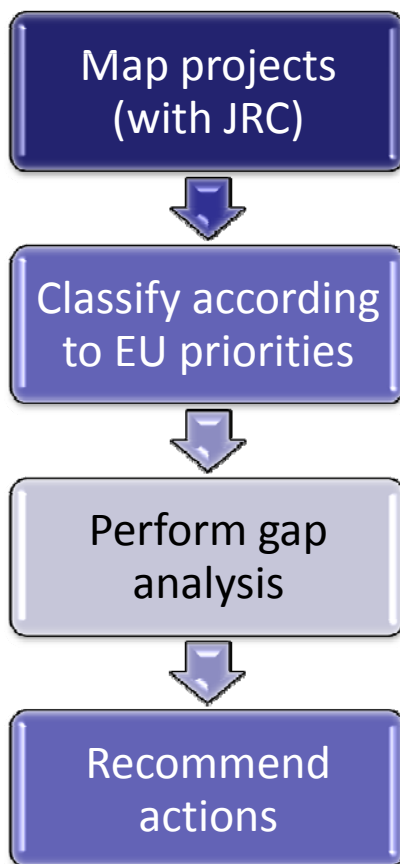 Map projects
(with JRC)
Classify according
to EU priorities
Perform gap
analysis
Recommend
actions